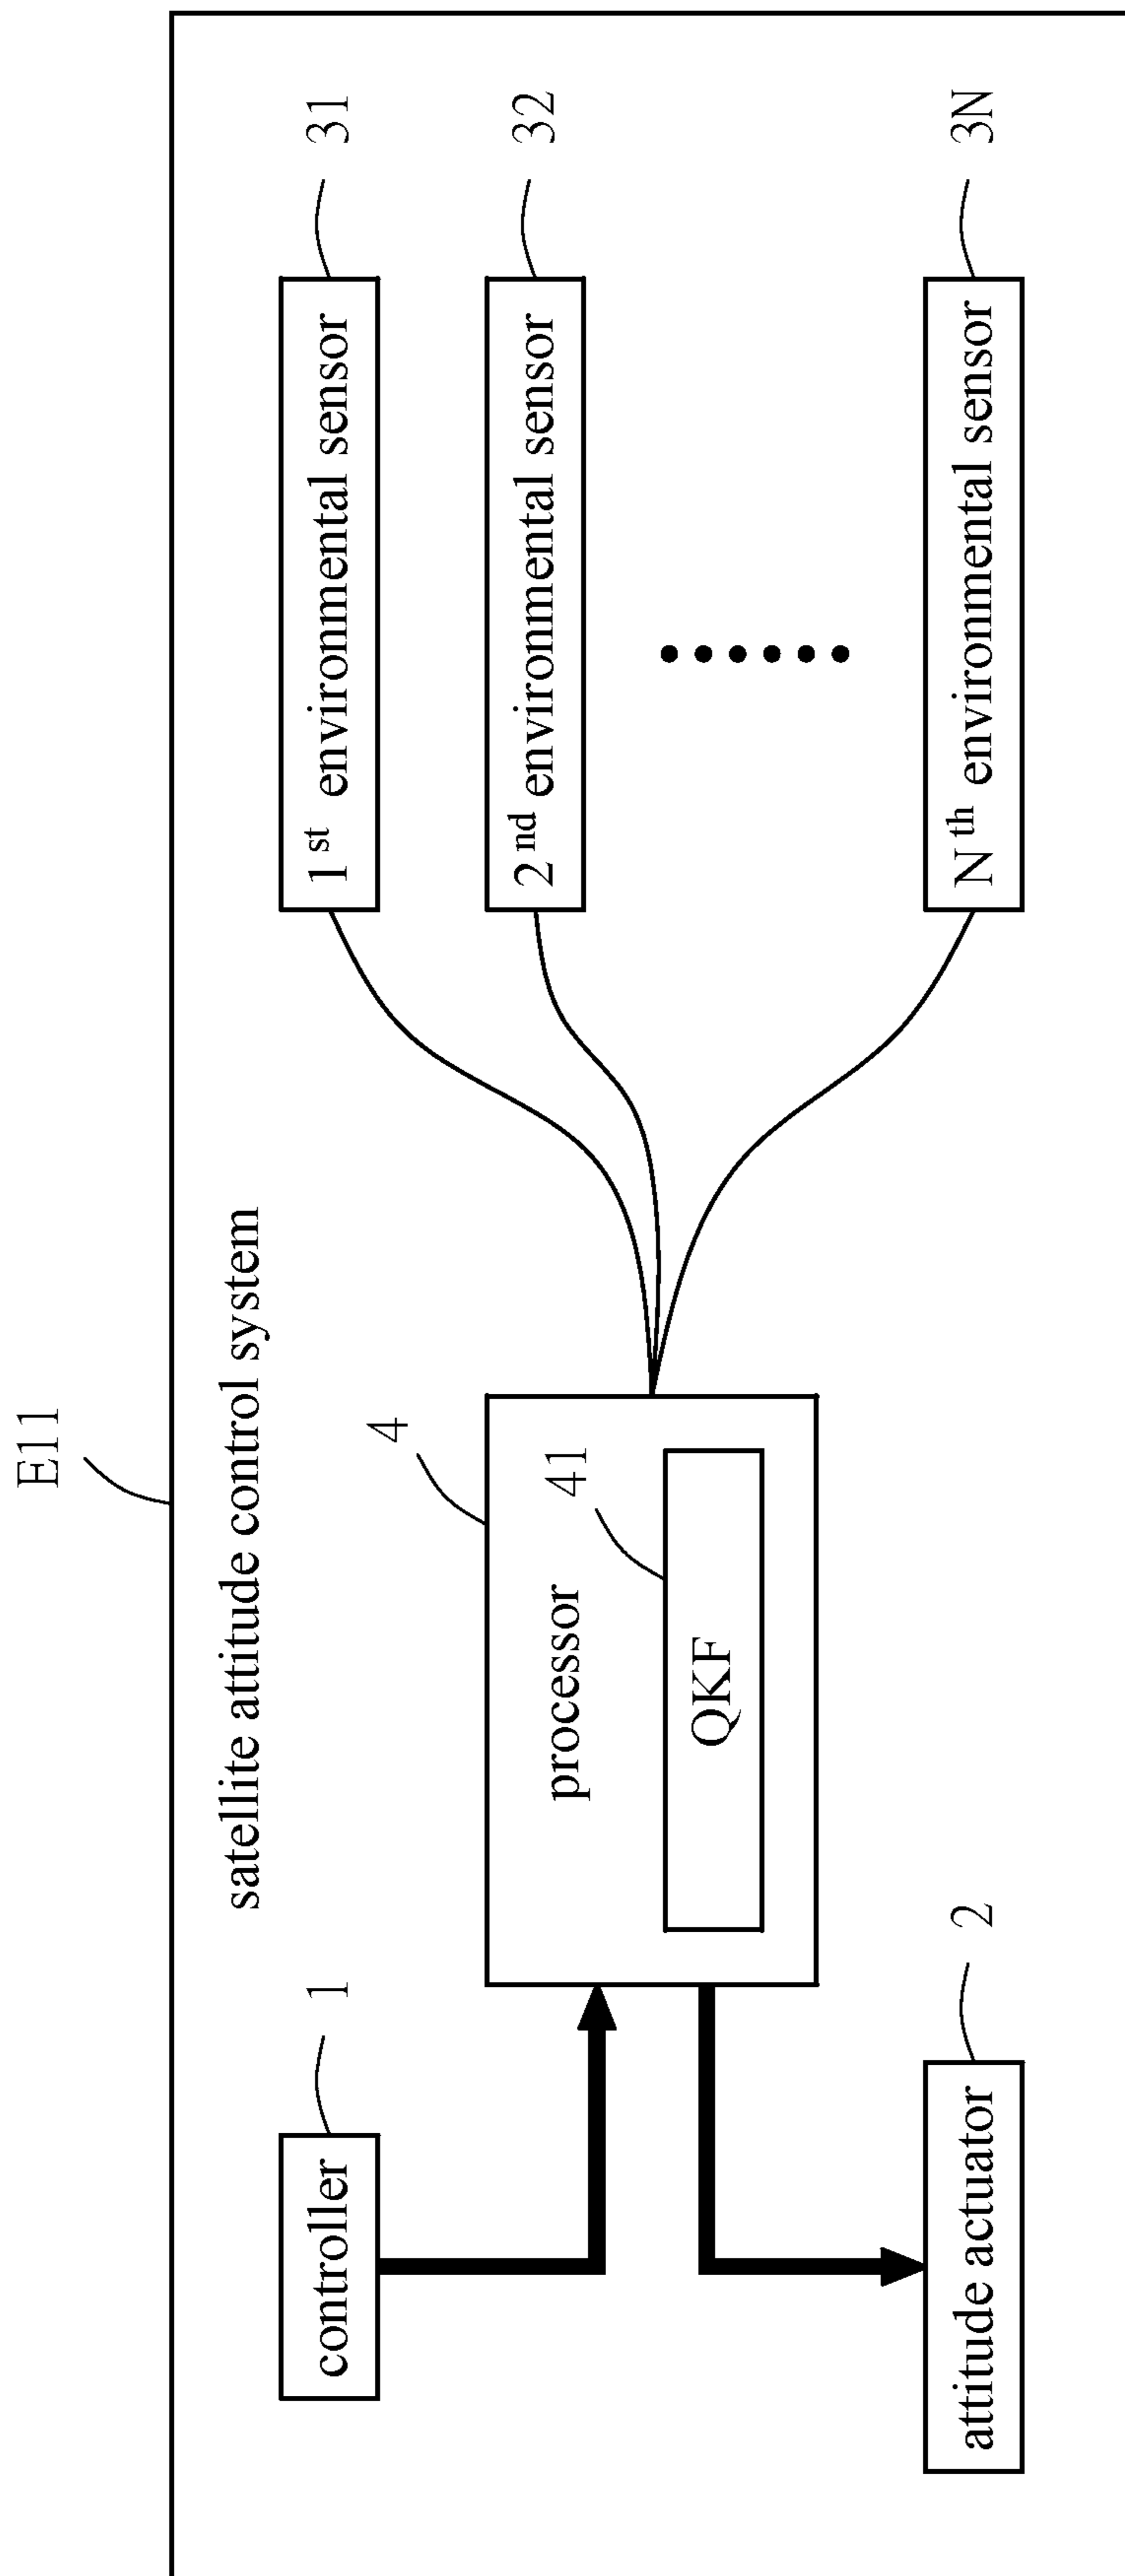 E11
satellite attitude control system
controller
1
processor
4
QKF
41
attitude actuator
2
1st environmental sensor
31
2nd environmental sensor
32
Nth environmental sensor
3N